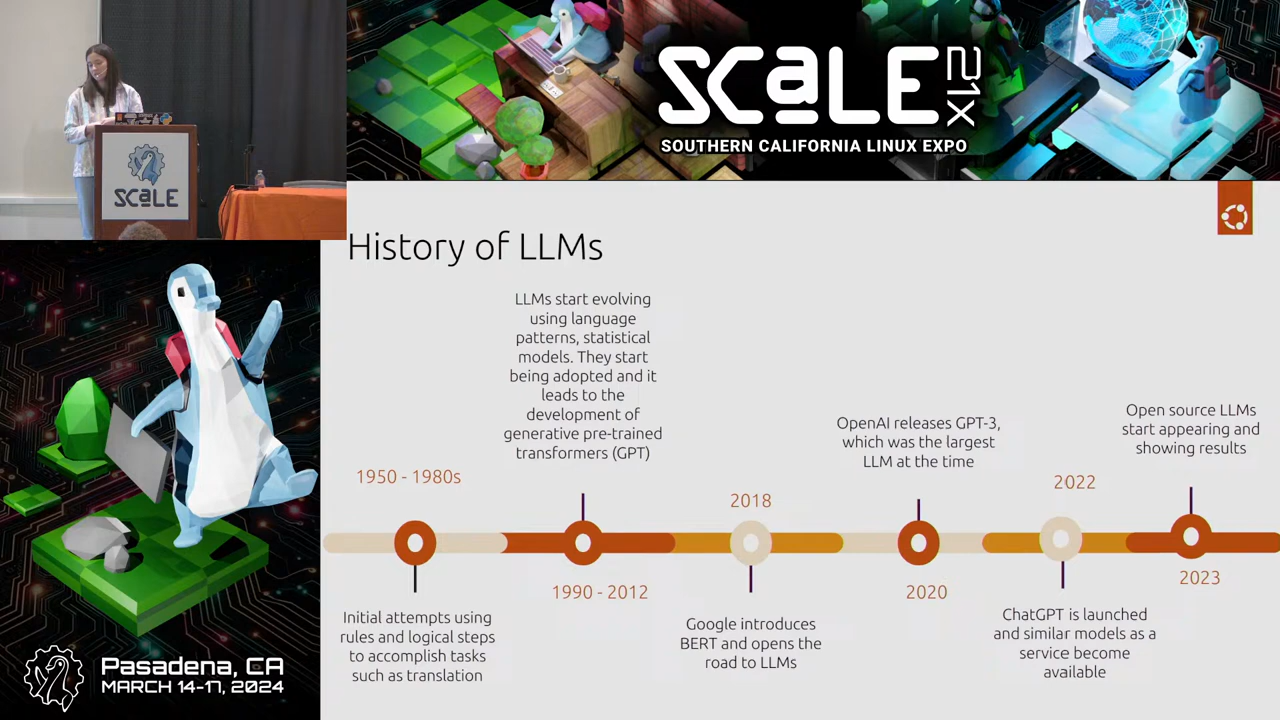 SCALE
21X
SOUTHERN CALIFORNIA LINUX EXPO
SCALE
History of LLMs
LLMs start evolving
using language
patterns, statistical
models. They start
being adopted and it
leads to the
development of
generative pre-trained
transformers (GPT)
OpenAI releases GPT-3,
which was the largest
LLM at the time
Open source LLMs
start appearing and
showing results
1950 - 1980s
2018
2022
1990 - 2012
2020
2023
Initial attempts using
rules and logical steps
to accomplish tasks
such as translation
Google introduces
BERT and opens the
road to LLMs
ChatGPT is launched
and similar models as a
service become
available
Pasadena, CA
MARCH 14-17, 2024